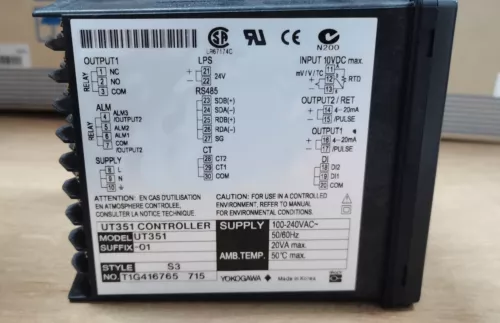 LR67174C
N200
OUTPUT1
RELAY
1 NC
2 NO
3 COM
ALM
RELAY
4 ALM3 /OUTPUT2
5 ALM2
6 ALM1
7 COM /OUTPUT2
SUPPLY
8 L
9 N
10
LPS
21
22
24V
RS485
23 SDB(+)
24 SDA(-)
25 RDB(+)
26 RDA(-)
27 SG
CT
28 CT1
29 CT2
30 COM
INPUT 10VDC max.
mV/V/TC
11
12
13
RTD
OUTPUT2 / RET
14 4~20mA
15 /PULSE
OUTPUT1
16 4~20mA
17 /PULSE
DI
18 DI2
19 DI1
20 COM
ATTENTION: EN CAS D'UTILISATION
EN ATMOSPHERE CONTROLEE,
CONSULTER LA NOTICE TECHNIQUE
CAUTION: FOR USE IN A CONTROLLED
ENVIRONMENT, REFER TO MANUAL
FOR ENVIRONMENTAL CONDITIONS.
UT351 CONTROLLER
MODEL UT351
SUFFIX -01
STYLE S3
NO. T1G416765 715
SUPPLY 100-240VAC~
50/60Hz
20VA max.
AMB.TEMP. 50°C max.
YOKOGAWA Made in Korea